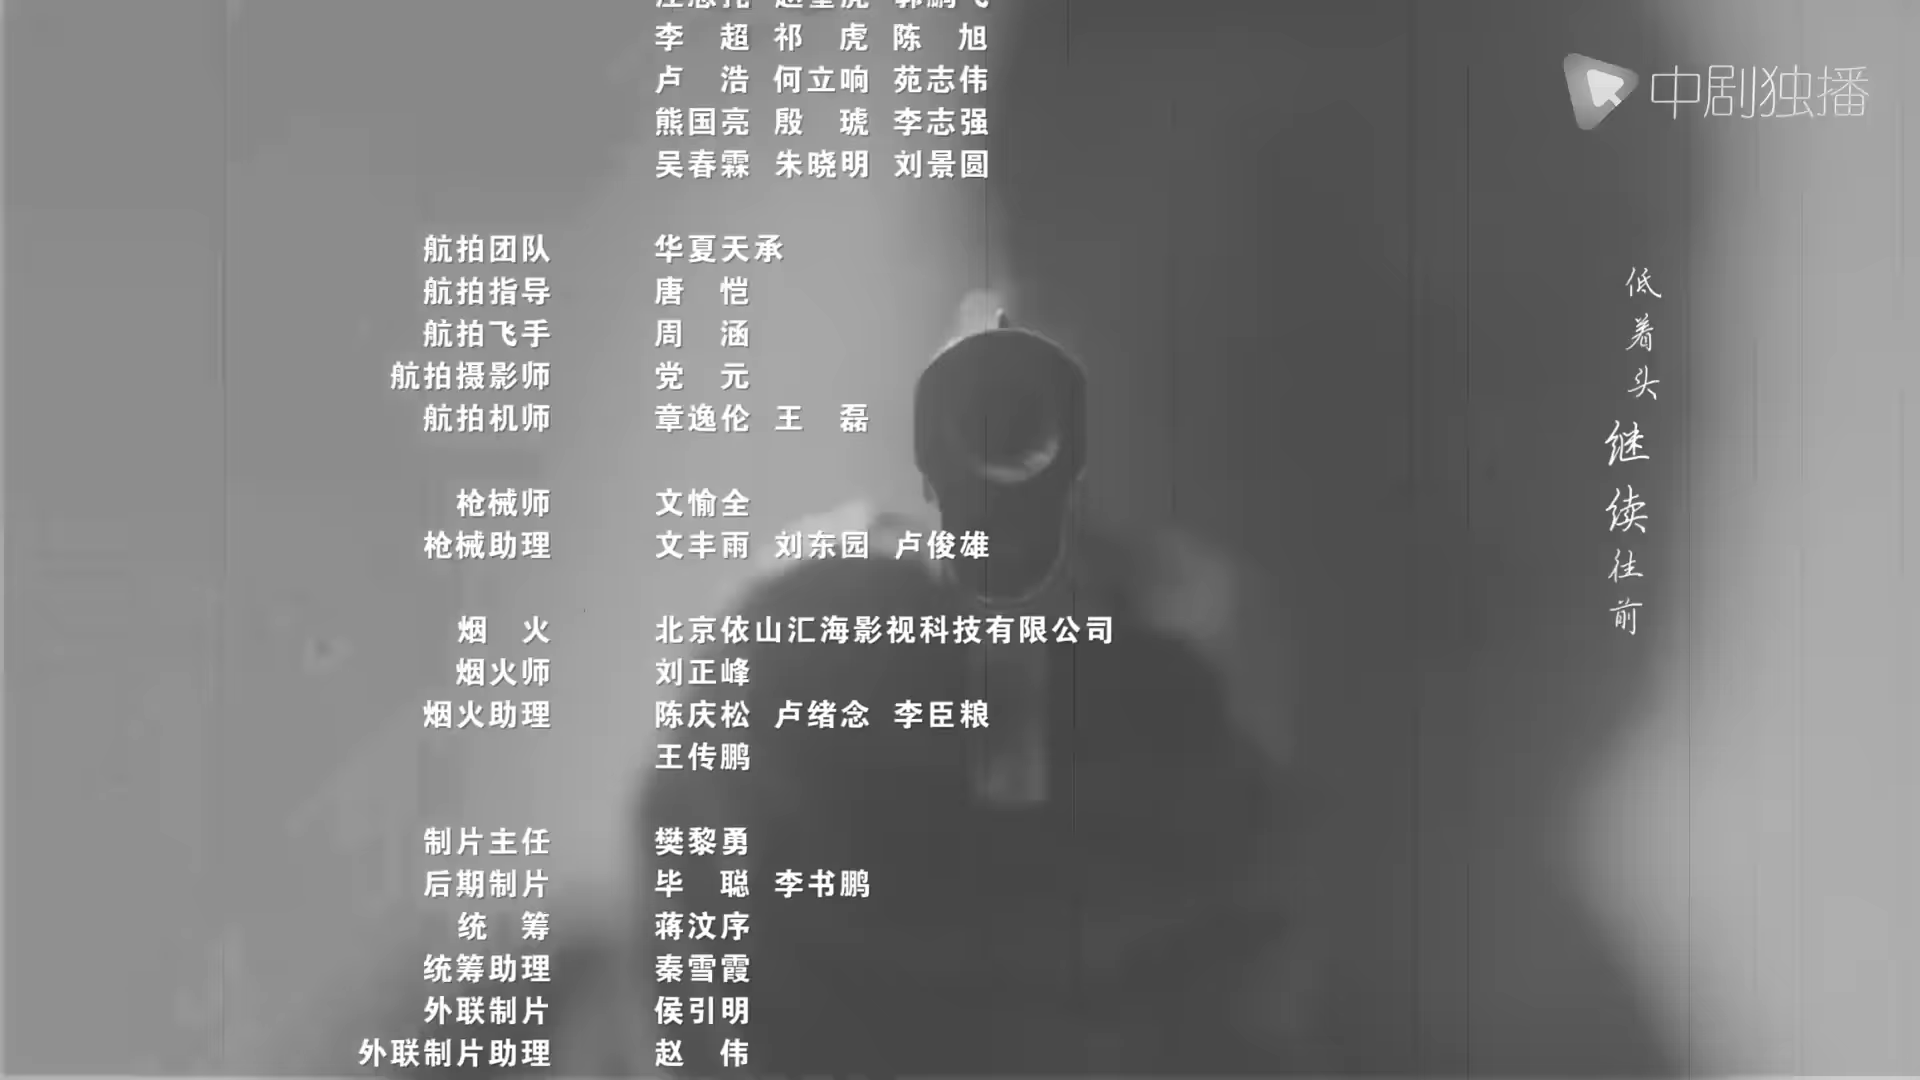 李　超 祁　虎 陈　旭
卢　浩 何立响 苑志伟
熊国亮 殷　琥 李志强
吴春霖 朱晓明 刘景圆
航拍团队 华夏天承
航拍指导 唐　恺
航拍飞手 周　涵
航拍摄影师 党　元
航拍机师 章逸伦 王　磊
枪械师 文愉全
枪械助理 文丰雨 刘东园 卢俊雄
烟　火 北京依山汇海影视科技有限公司
烟火师 刘正峰
烟火助理 陈庆松 卢绪念 李臣粮
王传鹏
制片主任 樊黎勇
后期制片 毕　聪 李书鹏
统　筹 蒋汶序
统筹助理 秦雪霞
外联制片 侯引明
外联制片助理 赵　伟
中剧独播
低着头继续往前